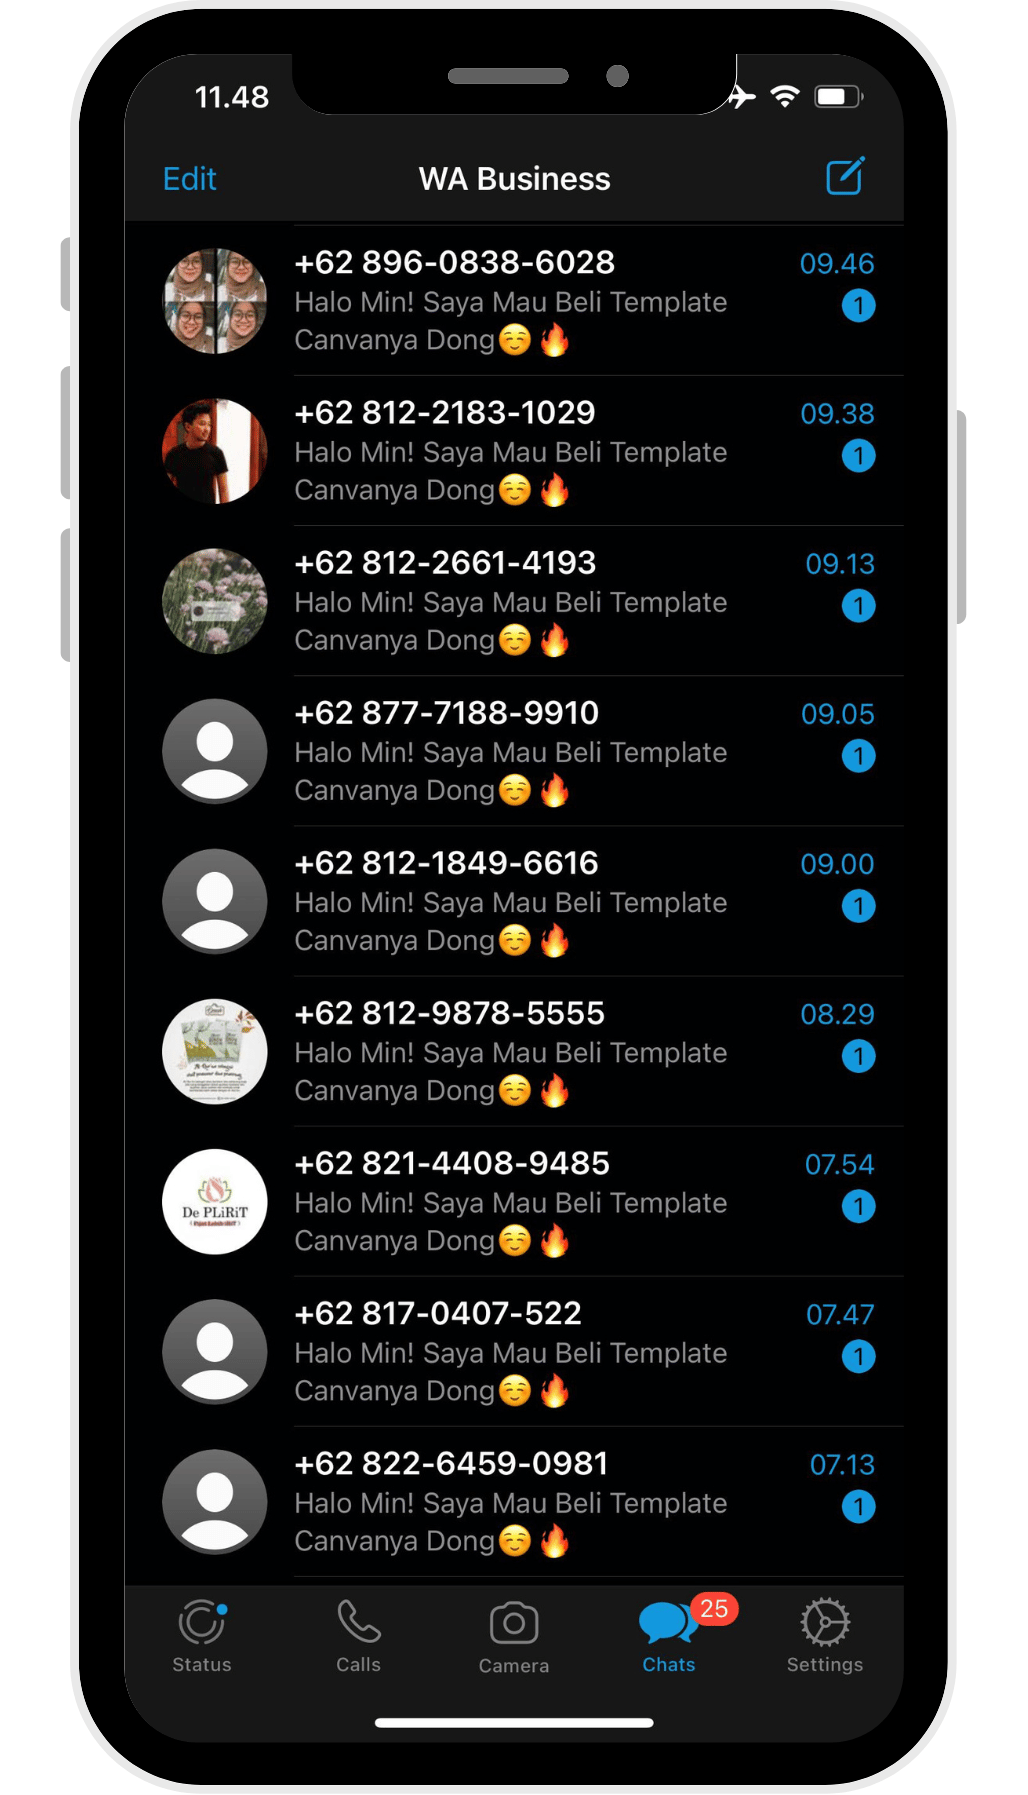 11.48
Edit
WA Business
+62 896-0838-6028
09.46
Halo Min! Saya Mau Beli Template
1
Canvanya Dong☺️🔥
+62 812-2183-1029
09.38
Halo Min! Saya Mau Beli Template
1
Canvanya Dong☺️🔥
+62 812-2661-4193
09.13
Halo Min! Saya Mau Beli Template
1
Canvanya Dong☺️🔥
+62 877-7188-9910
09.05
Halo Min! Saya Mau Beli Template
1
Canvanya Dong☺️🔥
+62 812-1849-6616
09.00
Halo Min! Saya Mau Beli Template
1
Canvanya Dong☺️🔥
+62 812-9878-5555
08.29
Halo Min! Saya Mau Beli Template
1
Canvanya Dong☺️🔥
+62 821-4408-9485
07.54
Halo Min! Saya Mau Beli Template
1
De PLiRiT
Canvanya Dong☺️🔥
+62 817-0407-522
07.47
Halo Min! Saya Mau Beli Template
1
Canvanya Dong☺️🔥
+62 822-6459-0981
07.13
Halo Min! Saya Mau Beli Template
1
Canvanya Dong☺️🔥
25
Status
Calls
Camera
Chats
Settings